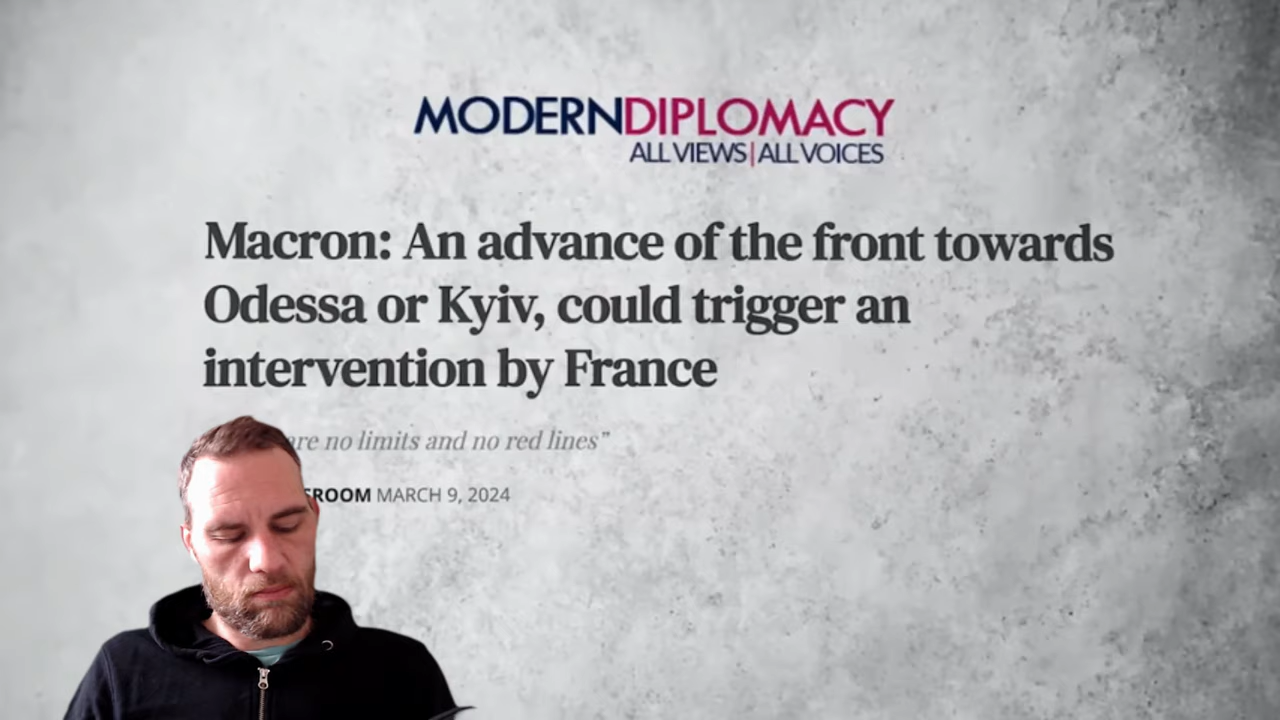 MODERNDIPLOMACY
ALL VIEWS|ALL VOICES
Macron: An advance of the front towards
Odessa or Kyiv, could trigger an
intervention by France
are no limits and no red lines”
MARCH 9, 2024